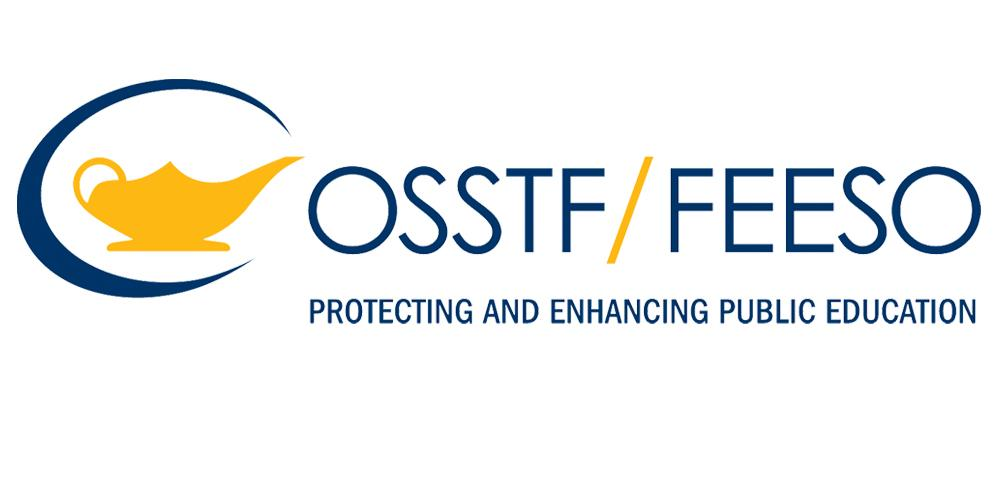 OSSTF/FEESO
PROTECTING AND ENHANCING PUBLIC EDUCATION